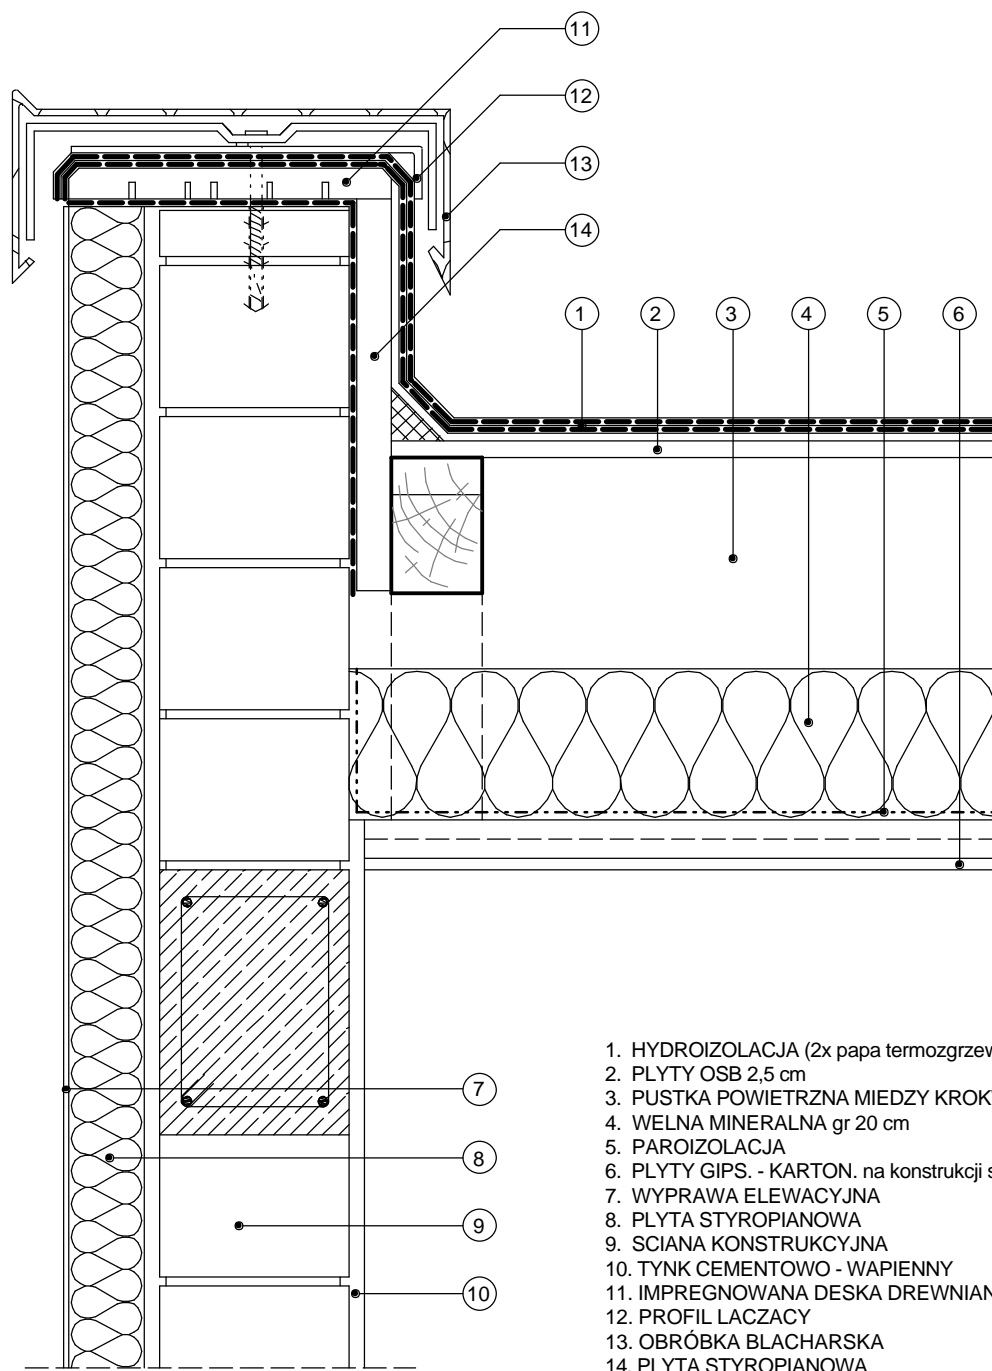 11
12
13
14
1 2 3 4 5 6
7
8
9
10
1. HYDROIZOLACJA (2x papa termozgrzew
2. PLYTY OSB 2,5 cm
3. PUSTKA POWIETRZNA MIEDZY KROK
4. WELNA MINERALNA gr 20 cm
5. PAROIZOLACJA
6. PLYTY GIPS. - KARTON. na konstrukcji s
7. WYPRAWA ELEWACYJNA
8. PLYTA STYROPIANOWA
9. SCIANA KONSTRUKCYJNA
10. TYNK CEMENTOWO - WAPIENNY
11. IMPREGNOWANA DESKA DREWNIAN
12. PROFIL LACZACY
13. OBRÓBKA BLACHARSKA
14. PLYTA STYROPIANOWA